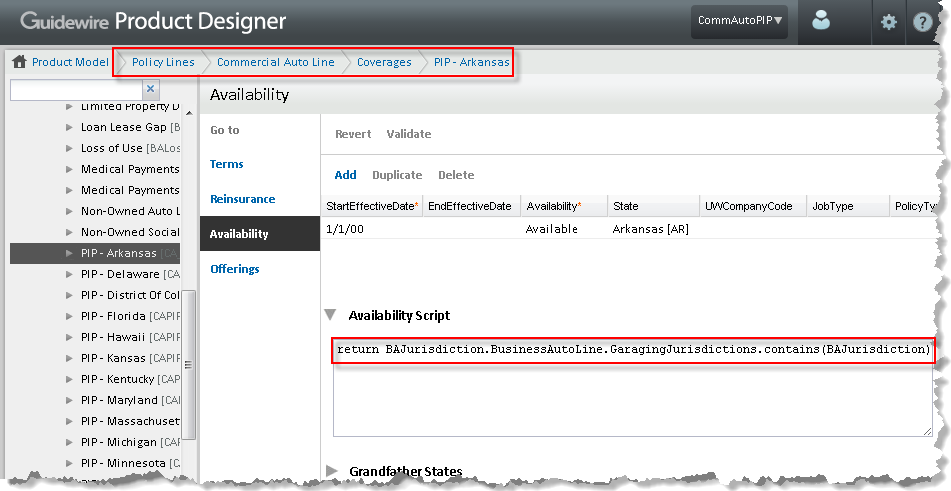 Guidewire Product Designer
CommAutoPIP▼
?
Product Model Policy Lines Commercial Auto Line Coverages PIP - Arkansas
×
Limited Property D
Loan Lease Gap [BA
Loss of Use [BALos
Medical Payments
Medical Payments
Non-Owned Auto L
Non-Owned Social
PIP - Arkansas [CA
PIP - Delaware [CA
PIP - District Of Col
PIP - Florida [CAPIF
PIP - Hawaii [CAPIF
PIP - Kansas [CAPIF
PIP - Kentucky [CAP
PIP - Maryland [CAP
PIP - Massachuset
PIP - Michigan [CAPI
PIP - Minnesota [CA
Availability
Go to
Terms
Reinsurance
Availability
Offerings
Revert Validate
Add Duplicate Delete
StartEffectiveDate* EndEffectiveDate Availability* State UWCompanyCode JobType PolicyTy
1/1/00 Available Arkansas [AR]
Availability Script
return BAJurisdiction.BusinessAutoLine.GaragingJurisdictions.contains(BAJurisdiction)
Grandfather States